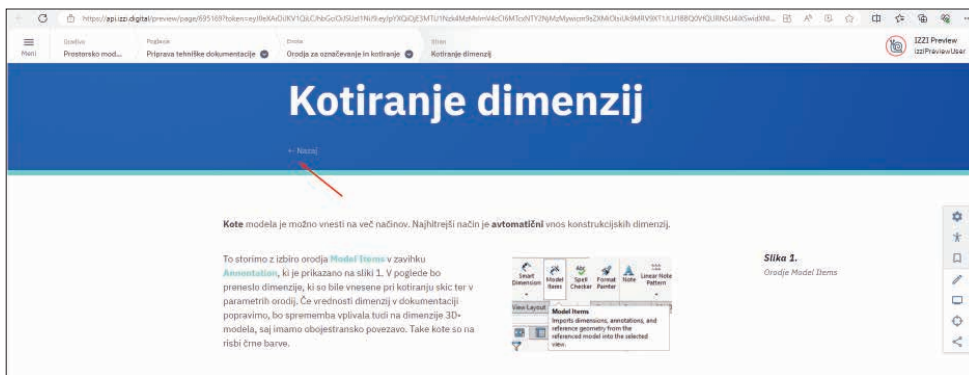 Meni
Gradivo
Prostorsko mod...
Poglavje
Priprava tehniške dokumentacije
Enota
Orodja za označevanje in kotiranje
Stran
Kotiranje dimenzij
IZZI Preview
izziPreviewUser
Kotiranje dimenzij
← Nazaj
Kote modela je možno vnesti na več načinov. Najhitrejši način je avtomatični vnos konstrukcijskih dimenzij.
To storimo z izbiro orodja Model Items v zavihku
Annontation, ki je prikazano na sliki 1. V poglede bo
preneslo dimenzije, ki so bile vnesene pri kotiranju skic ter v
parametrih orodij. Če vrednosti dimenzij v dokumentaciji
popravimo, bo sprememba vplivala tudi na dimenzije 3D-
modela, saj imamo obojestransko povezavo. Take kote so na
risbi črne barve.
Smart Dimension
Model Items
Spell Checker
Format Painter
Note
Linear Note Pattern
View Layout
Model Items
Imports dimensions, annotations, and
reference geometry from the
referenced model into the selected
view.
Slika 1.
Orodje Model Items